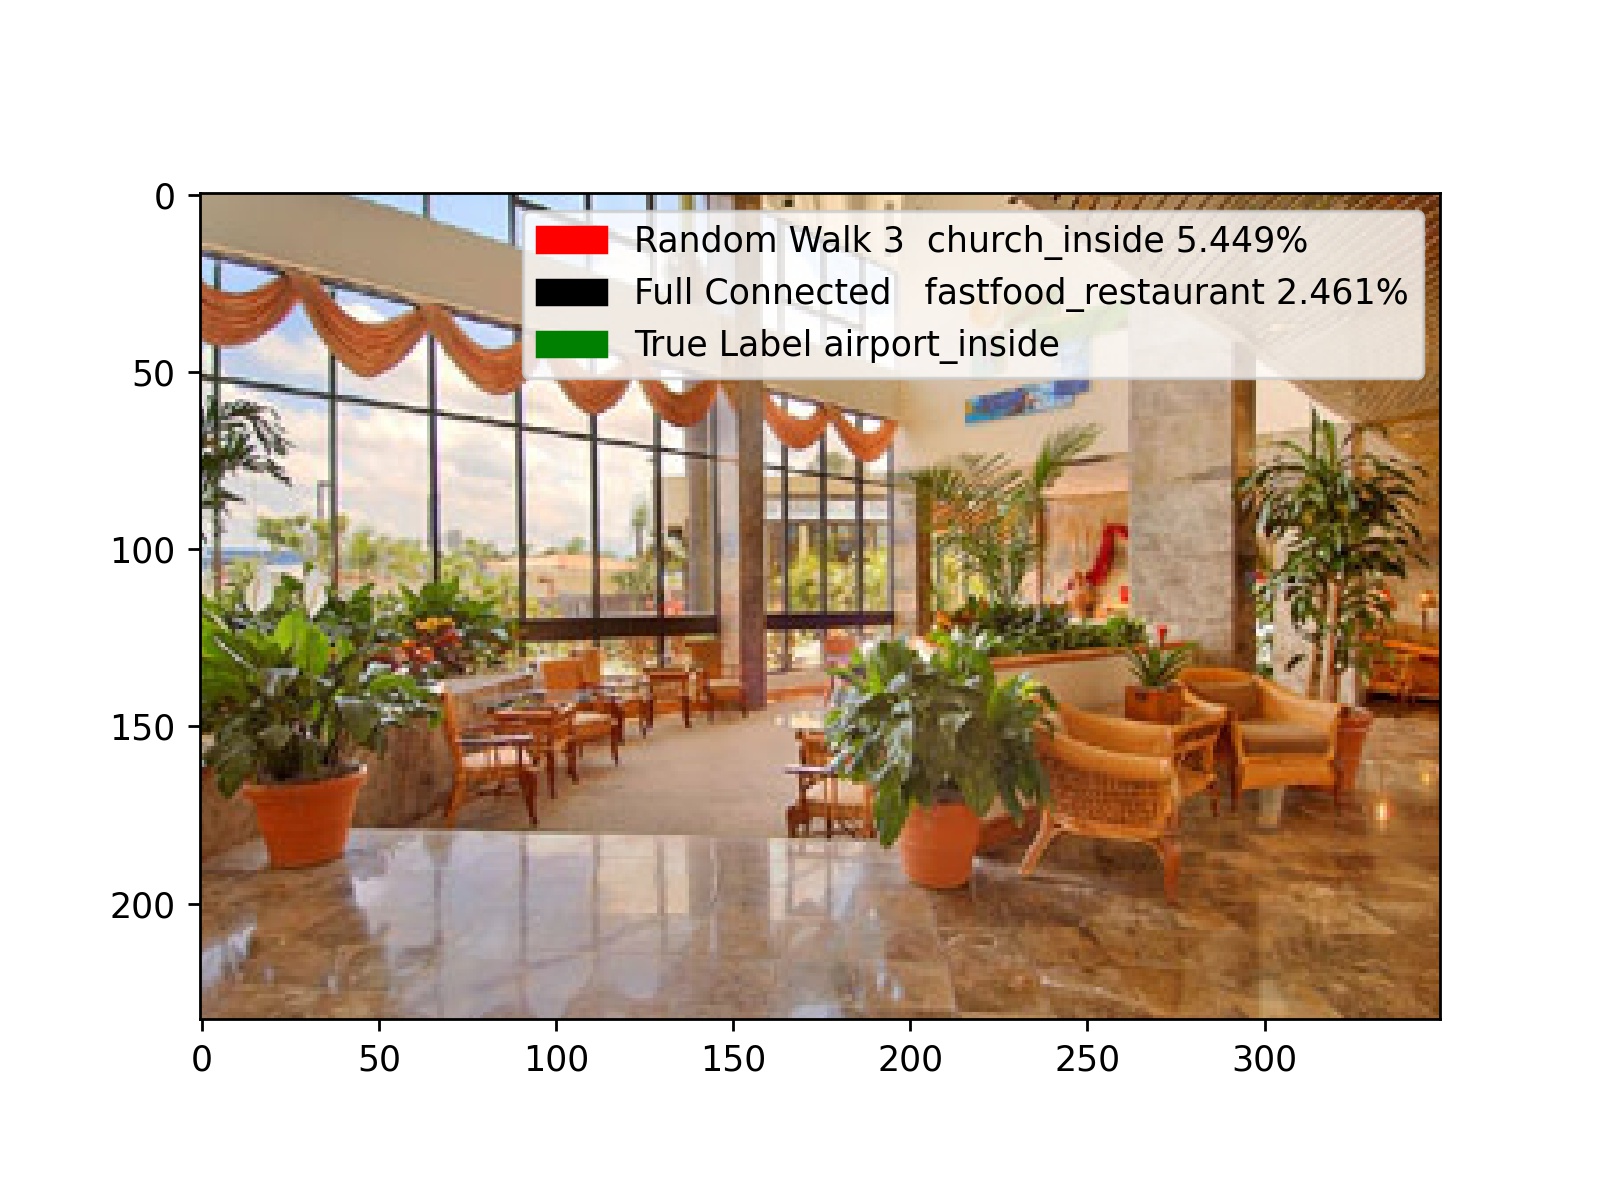 Random Walk 3  church_inside 5.449%
Full Connected   fastfood_restaurant 2.461%
True Label airport_inside
0
50
100
150
200
0 50 100 150 200 250 300